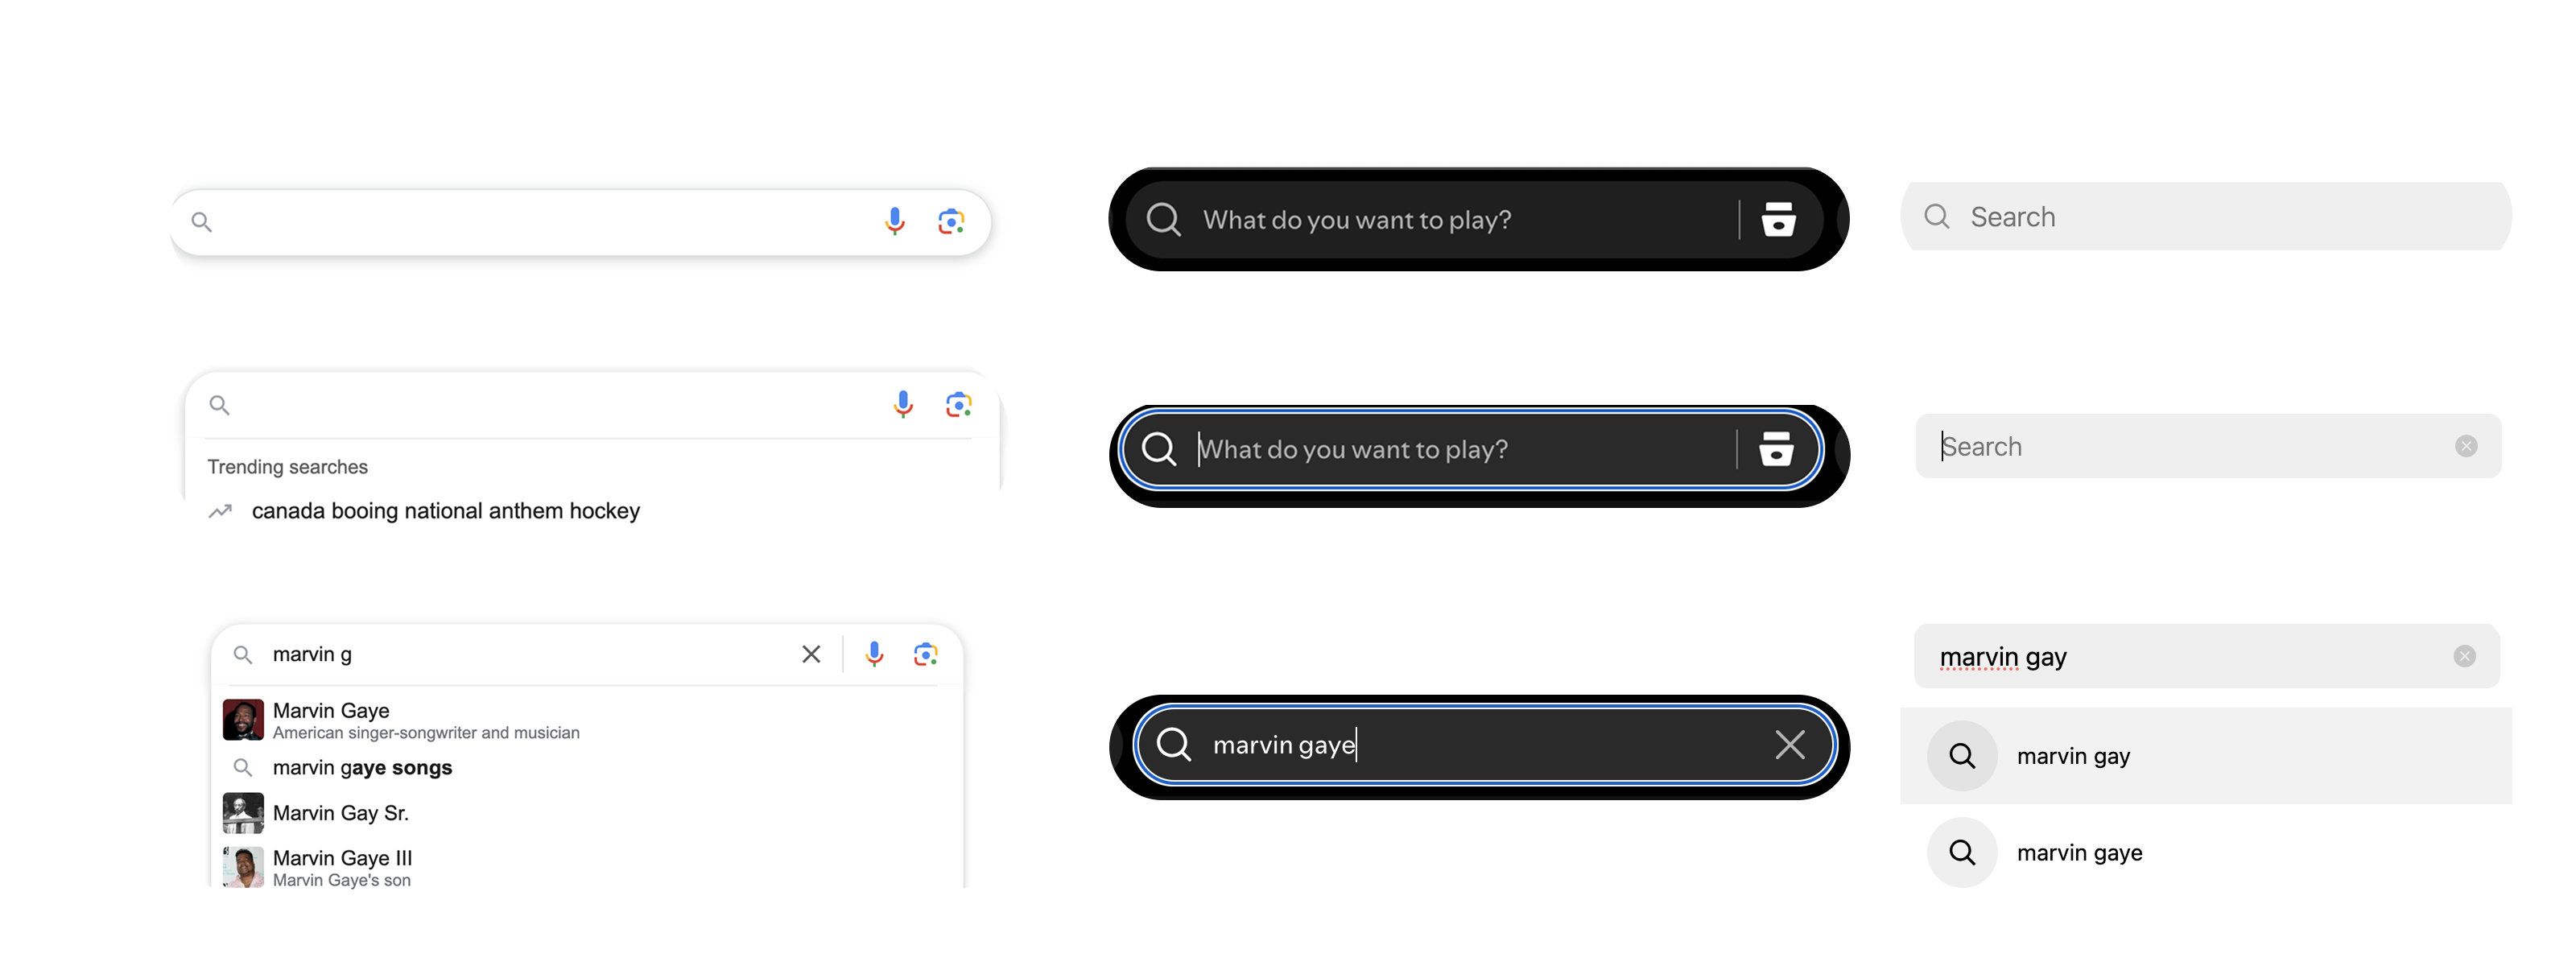 Trending searches
canada booing national anthem hockey
marvin g
Marvin Gaye
American singer-songwriter and musician
marvin gaye songs
Marvin Gay Sr.
Marvin Gaye III
Marvin Gaye's son
What do you want to play?
What do you want to play?
marvin gaye
Search
Search
marvin gay
marvin gay
marvin gaye